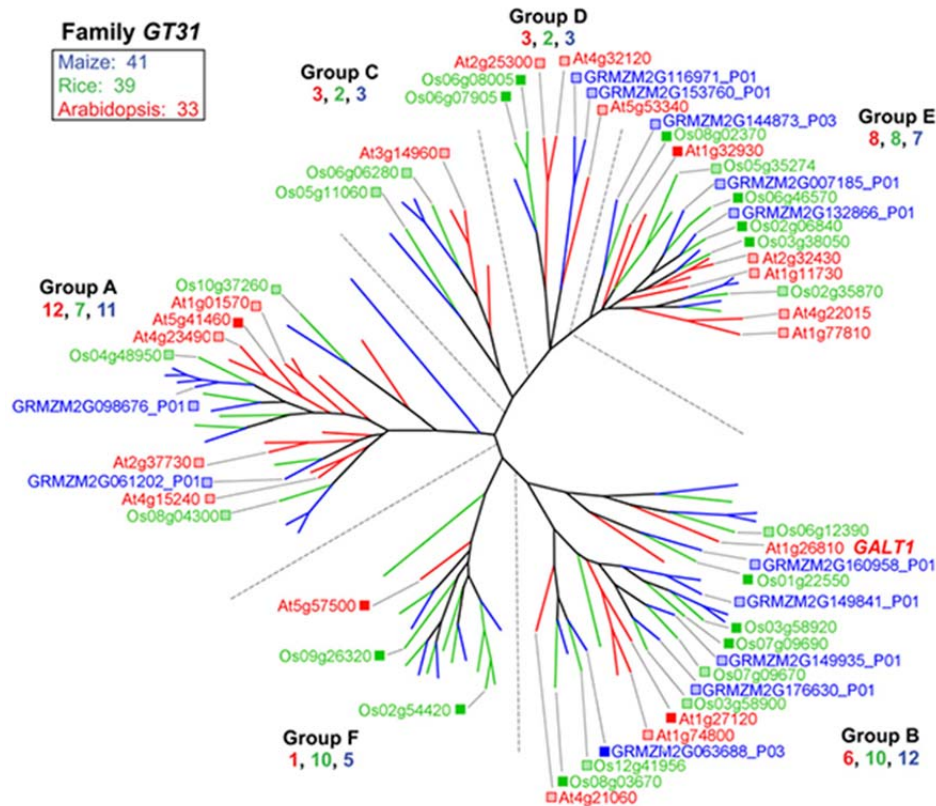 Family GT31
Maize: 41
Rice: 39
Arabidopsis: 33
Group D
3, 2, 3
At2g25300
At4g32120
Os06g08005
GRMZM2G116971_P01
Os06g07905
GRMZM2G153760_P01
At5g53340
Group C
3, 2, 3
At3g14960
Os06g06280
Os05g11060
Group E
8, 8, 7
GRMZM2G144873_P03
Os08g02370
At1g32930
Os05g35274
GRMZM2G007185_P01
Os06g46570
GRMZM2G132866_P01
Os02g06840
Os03g38050
At2g32430
At1g11730
Os02g35870
At4g22015
At1g77810
Group A
12, 7, 11
Os10g37260
At1g01570
At5g41460
At4g23490
Os04g48950
GRMZM2G098676_P01
At2g37730
GRMZM2G061202_P01
At4g15240
Os08g04300
Os06g12390
At1g26810 GALT1
GRMZM2G160958_P01
Os01g22550
GRMZM2G149841_P01
Os03g58920
Os07g09690
GRMZM2G149935_P01
Os07g09670
GRMZM2G176630_P01
Os03g58900
At1g27120
At1g74800
GRMZM2G063688_P03
Os12g41956
Os08g03670
At4g21060
Group B
6, 10, 12
At5g57500
Os09g26320
Os02g54420
Group F
1, 10, 5